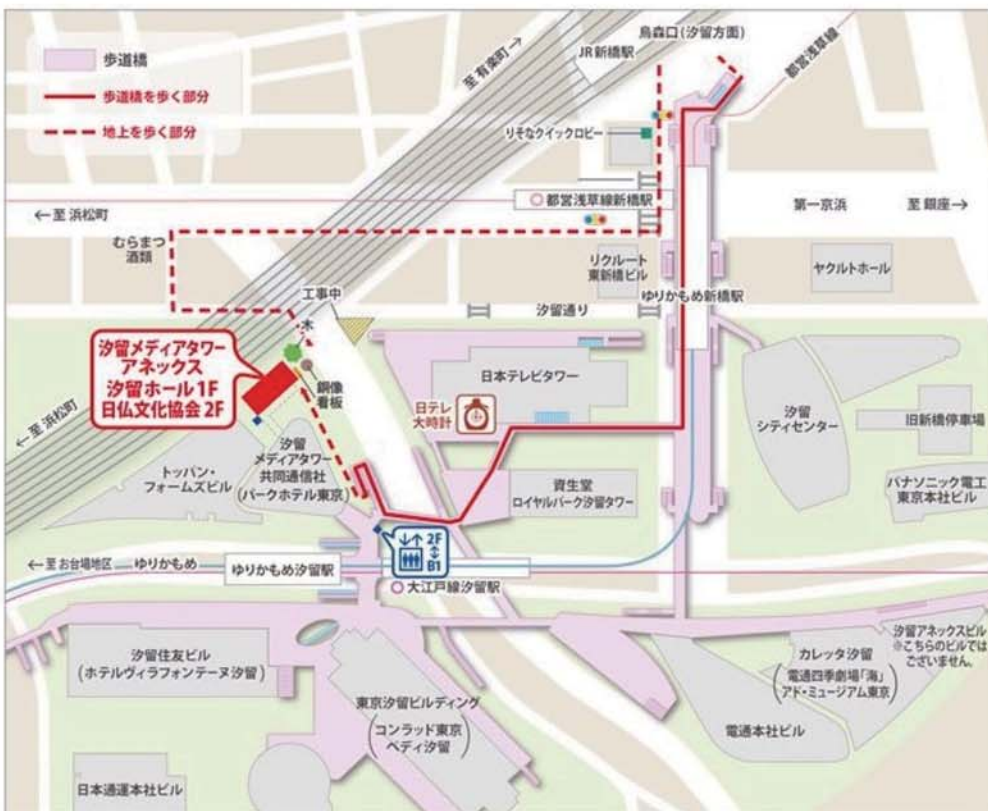 歩道橋
歩道橋を歩く部分
地上を歩く部分
至 有楽町→
JR新橋駅
烏森口(汐留方面)
都営浅草線
りそなクイックロビー
都営浅草線新橋駅
←至 浜松町
第一京浜
至 銀座→
むらまつ
酒類
リクルート
東新橋ビル
ヤクルトホール
ゆりかもめ新橋駅
工事中
汐留通り
汐留メディアタワー
アネックス
汐留ホール 1F
日仏文化協会 2F
銅像
看板
日本テレビタワー
日テレ
大時計
汐留
シティセンター
旧新橋停車場
←至 浜松町
トッパン・
フォームズビル
汐留
メディアタワー
共同通信社
(パークホテル東京)
資生堂
ロイヤルパーク汐留タワー
パナソニック電工
東京本社ビル
↓↑ 2F
↕
B1
←至 お台場地区
ゆりかもめ
ゆりかもめ汐留駅
大江戸線汐留駅
汐留住友ビル
(ホテルヴィラフォンテーヌ汐留)
東京汐留ビルディング
(コンラッド東京
ペディ汐留)
カレッタ汐留
(電通四季劇場「海」
アド・ミュージアム東京)
汐留アネックスビル
※こちらのビルでは
ございません。
電通本社ビル
日本通運本社ビル